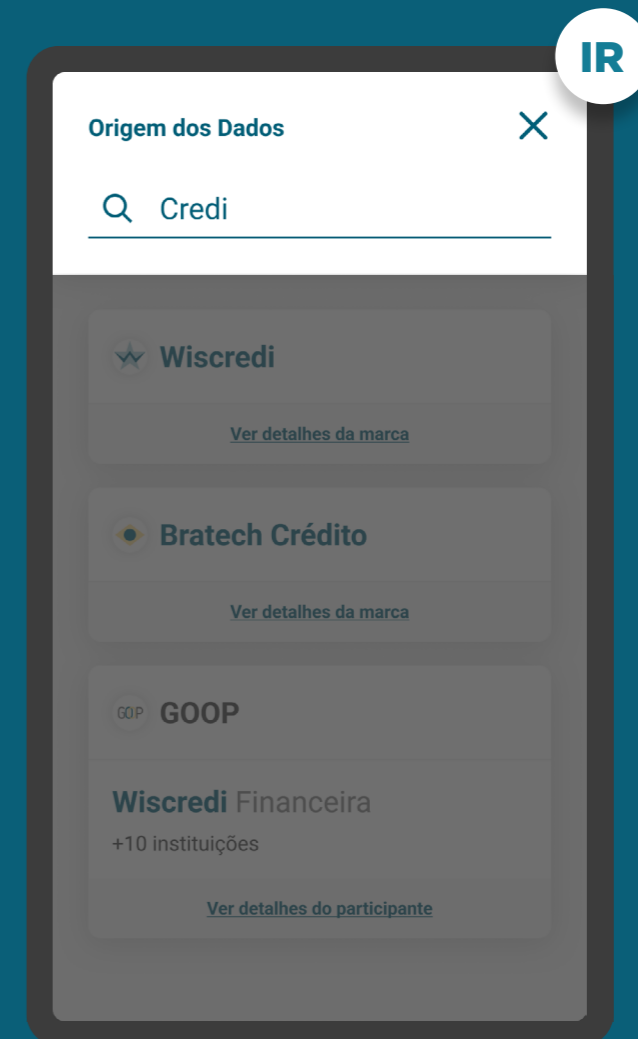 IR
Origem dos Dados
Credi
Wiscredi
Ver detalhes da marca
Bratech Crédito
Ver detalhes da marca
GOOP GOOP
Wiscredi Financeira
+10 instituições
Ver detalhes do participante